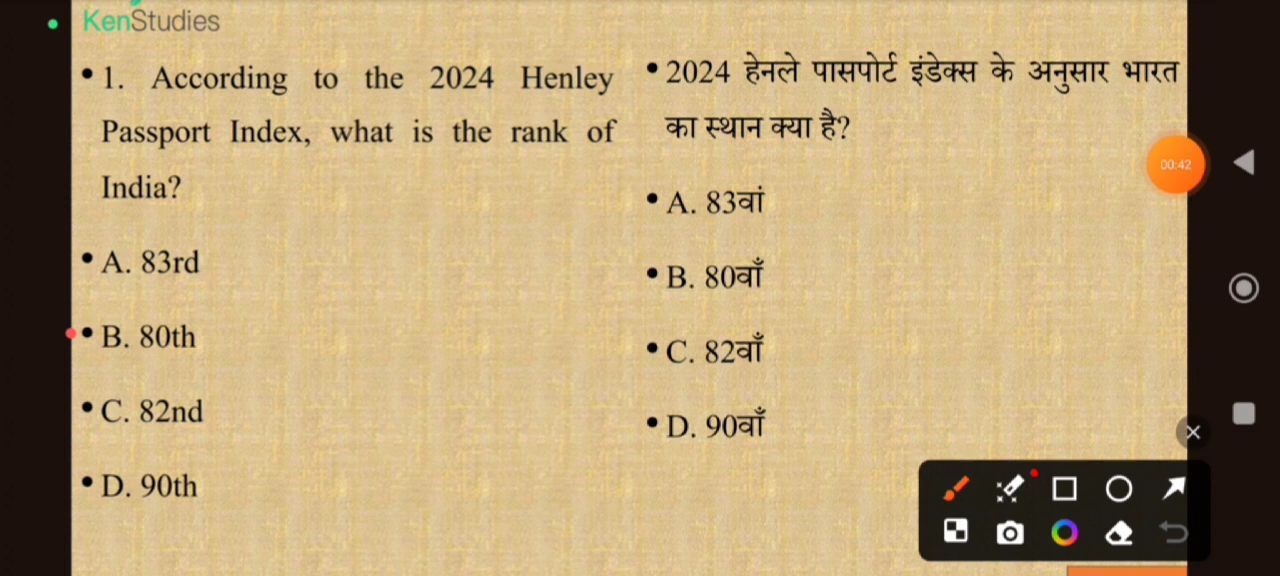 KenStudies
1. According to the 2024 Henley
Passport Index, what is the rank of
India?
A. 83rd
B. 80th
C. 82nd
D. 90th
2024 हेनले पासपोर्ट इंडेक्स के अनुसार भारत
का स्थान क्या है?
A. 83वां
B. 80वाँ
C. 82वाँ
D. 90वाँ
00:42